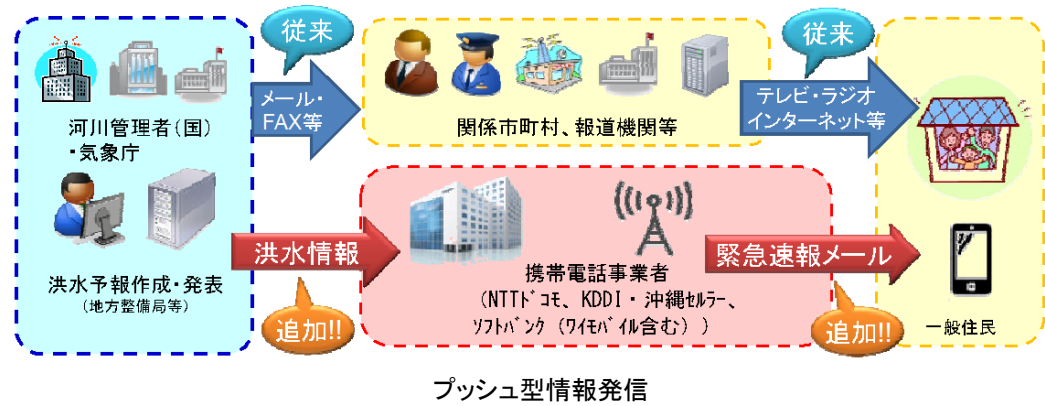 従来
メール・
FAX等
従来
テレビ・ラジオ
インターネット等
河川管理者(国)
・気象庁
関係市町村、報道機関等
洪水予報作成・発表
(地方整備局等)
洪水情報
追加!!
携帯電話事業者
(NTTﾄﾞｺﾓ、KDDI・沖縄ｾﾙﾗｰ、
ｿﾌﾄﾊﾞﾝｸ(ﾜｲﾓﾊﾞｲﾙ含む))
緊急速報メール
追加!!
一般住民
プッシュ型情報発信